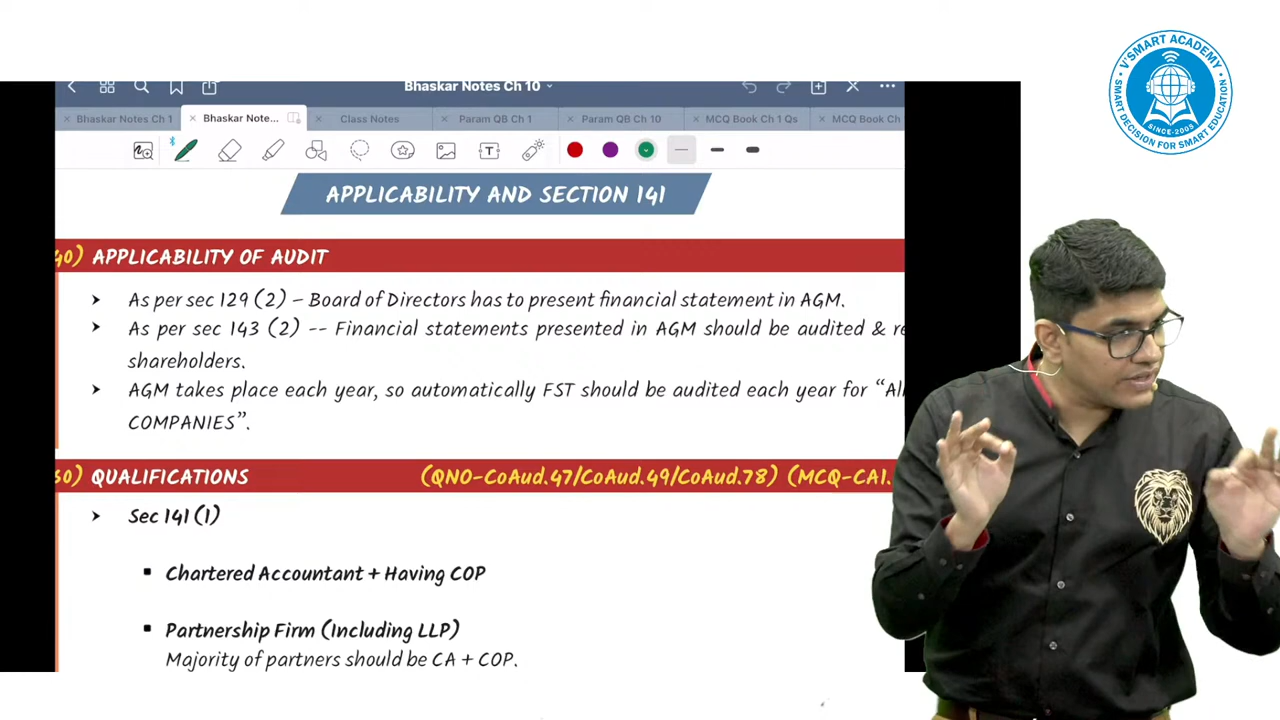 V'SMART ACADEMY
SMART DECISION FOR SMART EDUCATION
SINCE-2005
Bhaskar Notes Ch 10
Bhaskar Notes Ch 1
Bhaskar Note...
Class Notes
Param QB Ch 1
Param QB Ch 10
MCQ Book Ch 1 Qs
MCQ Book Ch
T
APPLICABILITY AND SECTION 141
40) APPLICABILITY OF AUDIT
As per sec 129 (2) – Board of Directors has to present financial statement in AGM.
As per sec 143 (2) -- Financial statements presented in AGM should be audited & re
shareholders.
AGM takes place each year, so automatically FST should be audited each year for “Al
COMPANIES”.
60) QUALIFICATIONS (QNO-CoAud.47/CoAud.49/CoAud.78) (MCQ-CA1.
Sec 141 (1)
Chartered Accountant + Having COP
Partnership Firm (Including LLP)
Majority of partners should be CA + COP.